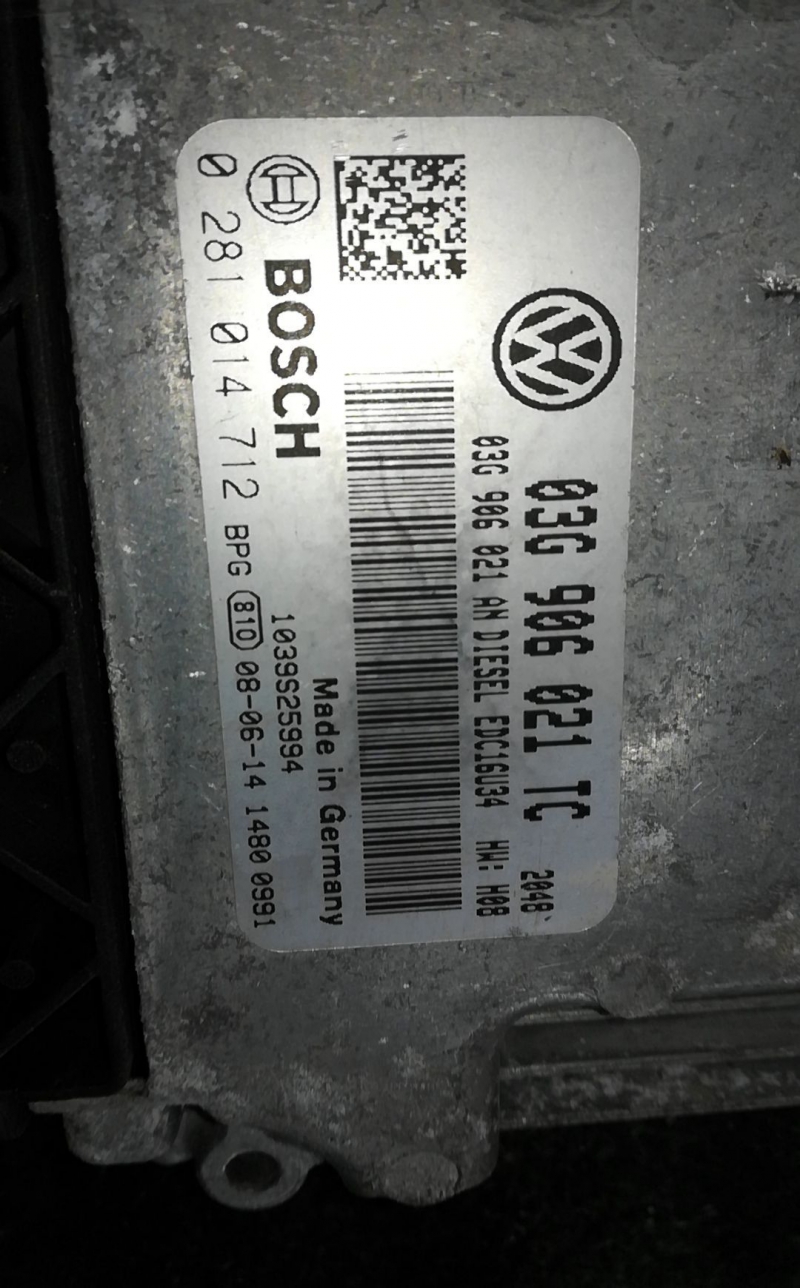 03G 906 021 TC 2048
03G 906 021 AN DIESEL EDC16U34 HW: H08
BOSCH
Made in Germany
1039S25994
0 281 014 712 BPG 810 08-06-14 1480 0991